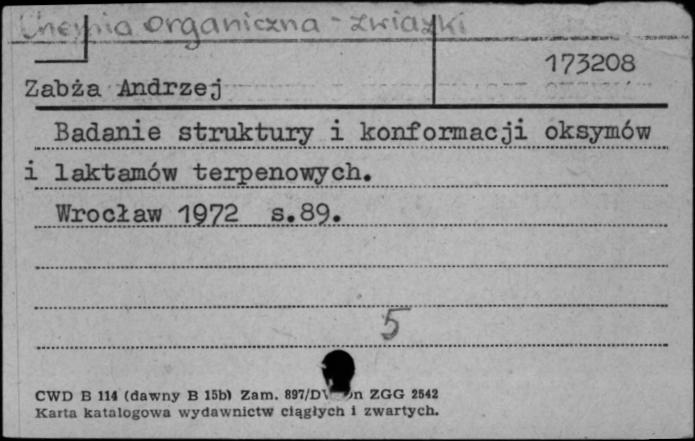 Chemia organiczna - związki
173208
Zabża Andrzej
Badanie struktury i konformacji oksymów
i laktamów terpenowych.
Wrocław 1972 s.89.
5
CWD B 114 (dawny B 15b) Zam. 897/D ZGG 2542
Karta katalogowa wydawnictw ciągłych i zwartych.